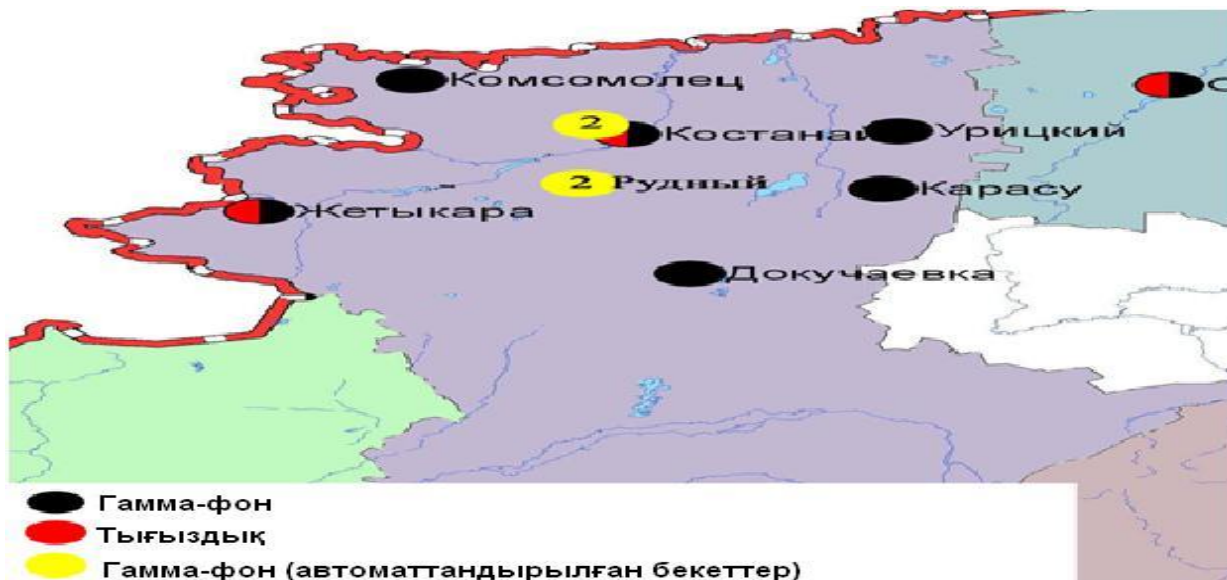 Комсомолец
2
Костанай
Урицкий
2 Рудный
Карасу
Жетыкара
Докучаевка
Гамма-фон
Тығыздық
Гамма-фон (автоматтандырылған бекеттер)